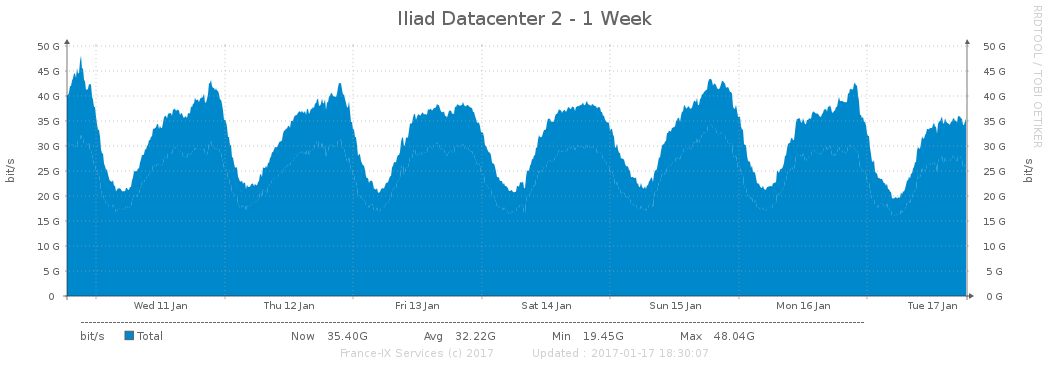 Iliad Datacenter 2 - 1 Week
RRDTOOL / TOBI OETIKER
50 G 50 G
45 G 45 G
40 G 40 G
35 G 35 G
30 G 30 G
25 G 25 G
20 G 20 G
15 G 15 G
10 G 10 G
5 G 5 G
0 0 G
bit/s bit/s
Wed 11 Jan Thu 12 Jan Fri 13 Jan Sat 14 Jan Sun 15 Jan Mon 16 Jan Tue 17 Jan
bit/s Total Now 35.40G Avg 32.22G Min 19.45G Max 48.04G
France-IX Services (c) 2017 Updated : 2017-01-17 18:30:07